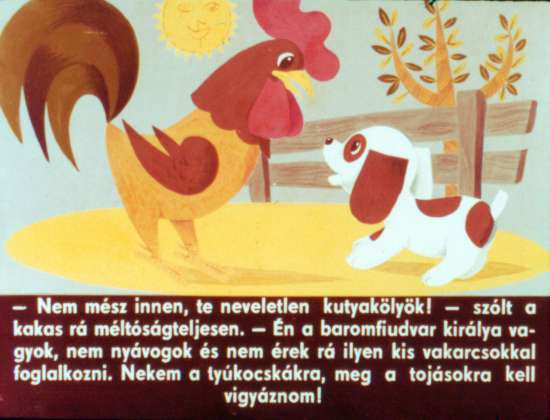 — Nem mész innen, te neveletlen kutyakölyök! — szólt a
kakas rá méltóságteljesen. — Én a baromfiudvar királya va-
gyok, nem nyávogok és nem érek rá ilyen kis vakarcsokkal
foglalkozni. Nekem a tyúkocskákra, meg a tojásokra kell
vigyáznom!